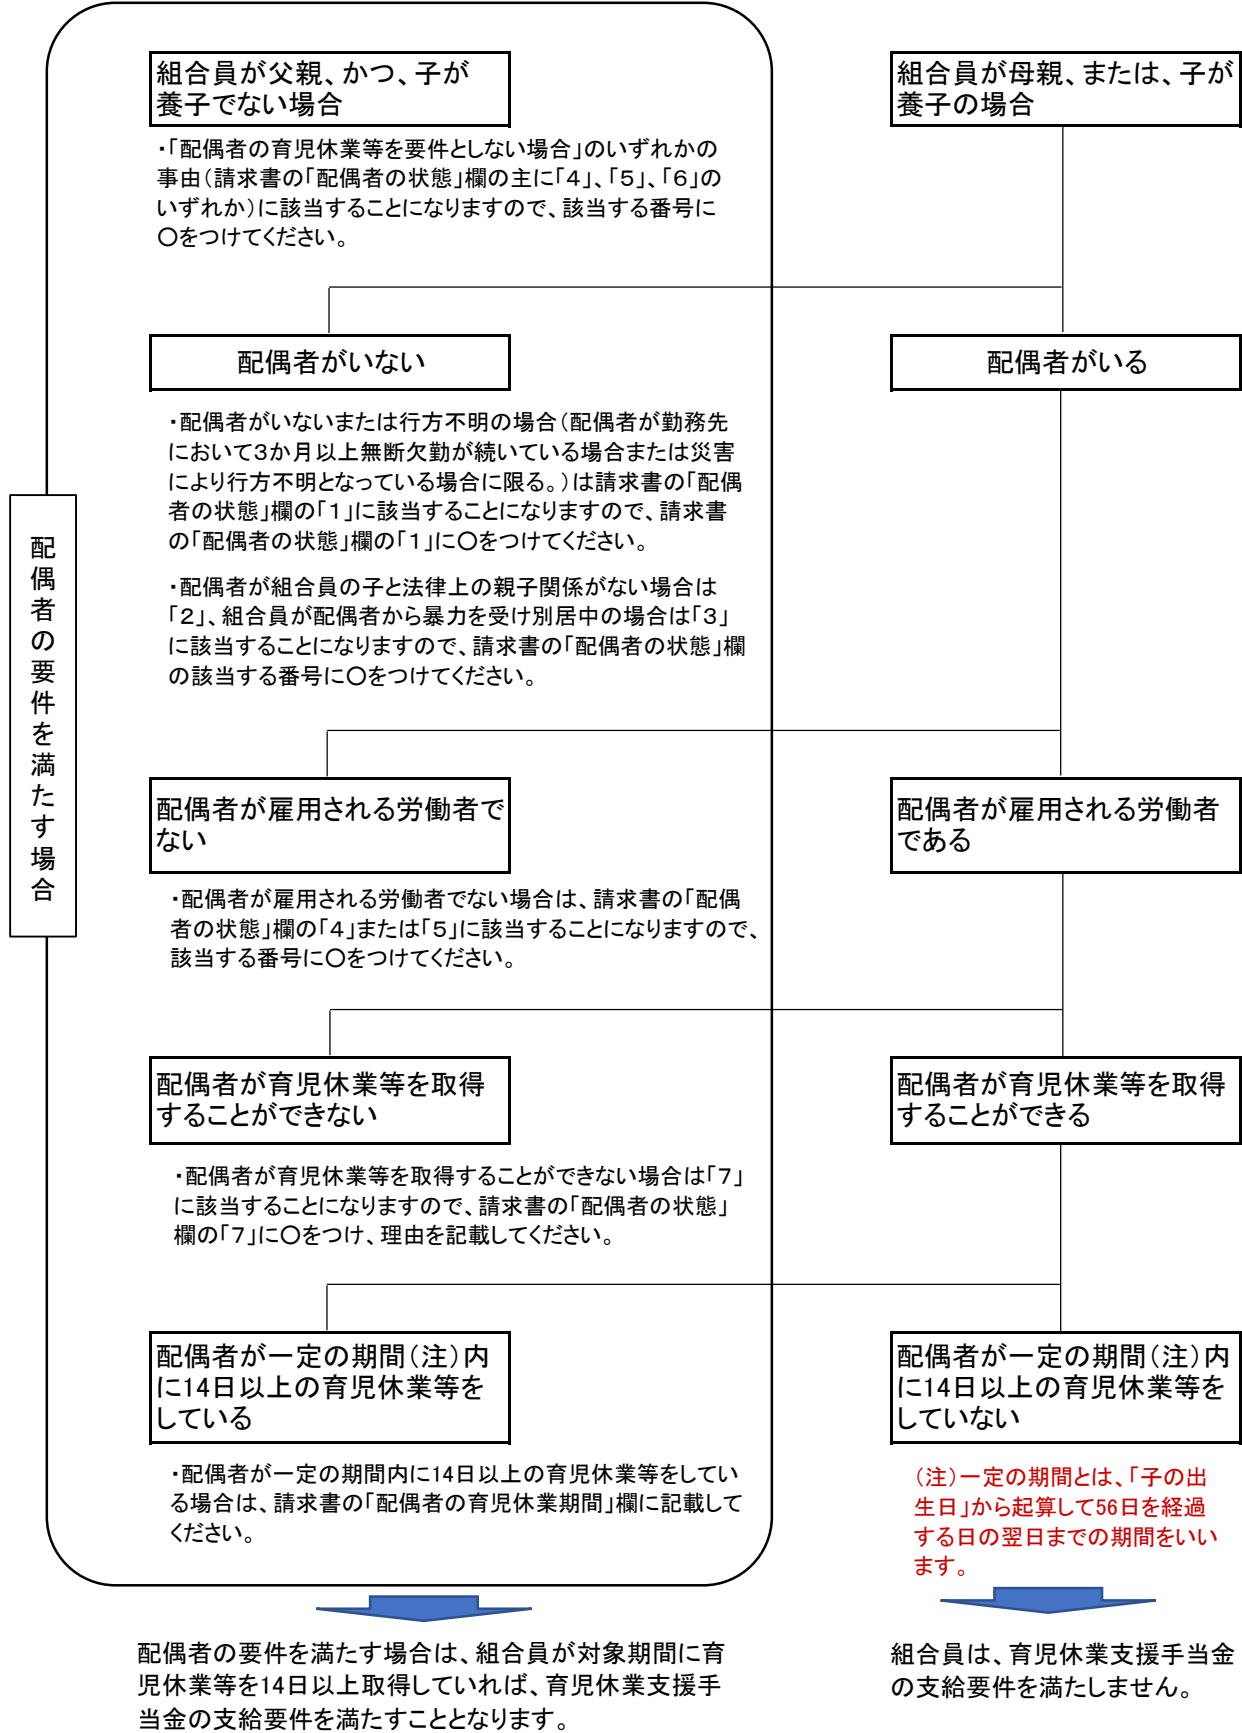 組合員が父親、かつ、子が
養子でない場合
・「配偶者の育児休業等を要件としない場合」のいずれかの
事由（請求書の「配偶者の状態」欄の主に「4」、「5」、「6」の
いずれか）に該当することになりますので、該当する番号に
〇をつけてください。
組合員が母親、または、子が
養子の場合
配偶者がいない
配偶者がいる
・配偶者がいないまたは行方不明の場合（配偶者が勤務先
において3か月以上無断欠勤が続いている場合または災害
により行方不明となっている場合に限る。）は請求書の「配偶
者の状態」欄の「1」に該当することになりますので、請求書
の「配偶者の状態」欄の「1」に〇をつけてください。
・配偶者が組合員の子と法律上の親子関係がない場合は
「2」、組合員が配偶者から暴力を受け別居中の場合は「3」
に該当することになりますので、請求書の「配偶者の状態」欄
の該当する番号に〇をつけてください。
配偶者の要件を満たす場合
配偶者が雇用される労働者で
ない
配偶者が雇用される労働者
である
・配偶者が雇用される労働者でない場合は、請求書の「配偶
者の状態」欄の「4」または「5」に該当することになりますので、
該当する番号に〇をつけてください。
配偶者が育児休業等を取得
することができない
配偶者が育児休業等を取得
することができる
・配偶者が育児休業等を取得することができない場合は「7」
に該当することになりますので、請求書の「配偶者の状態」
欄の「7」に〇をつけ、理由を記載してください。
配偶者が一定の期間（注）内
に14日以上の育児休業等を
している
配偶者が一定の期間（注）内
に14日以上の育児休業等を
していない
・配偶者が一定の期間内に14日以上の育児休業等をしてい
る場合は、請求書の「配偶者の育児休業期間」欄に記載して
ください。
（注）一定の期間とは、「子の出
生日」から起算して56日を経過
する日の翌日までの期間をいい
ます。
配偶者の要件を満たす場合は、組合員が対象期間に育
児休業等を14日以上取得していれば、育児休業支援手
当金の支給要件を満たすこととなります。
組合員は、育児休業支援手当金
の支給要件を満たしません。